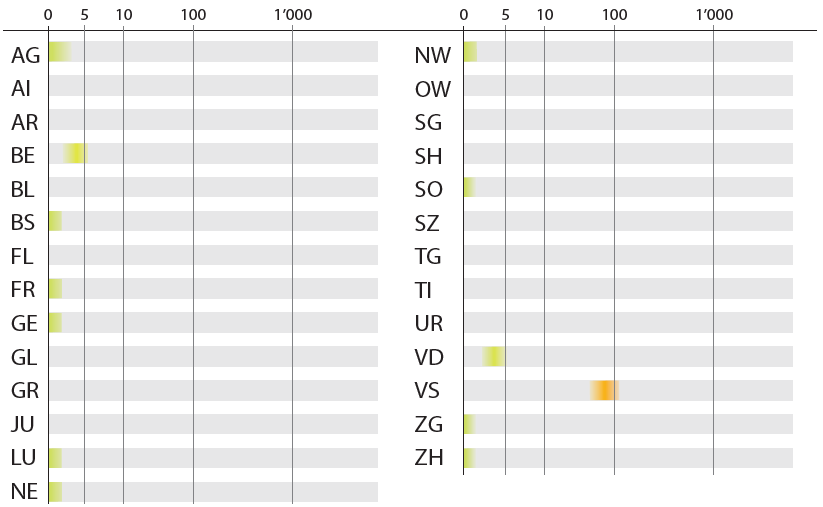 0 5 10 100 1'000
AG
AI
AR
BE
BL
BS
FL
FR
GE
GL
GR
JU
LU
NE
0 5 10 100 1'000
NW
OW
SG
SH
SO
SZ
TG
TI
UR
VD
VS
ZG
ZH